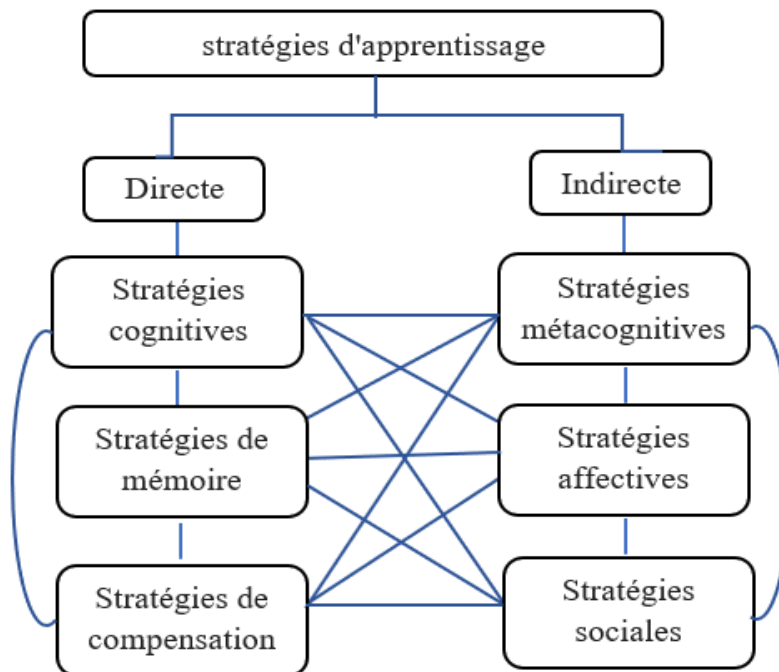 stratégies d'apprentissage
Directe
Indirecte
Stratégies
cognitives
Stratégies
métacognitives
Stratégies de
mémoire
Stratégies
affectives
Stratégies de
compensation
Stratégies
sociales